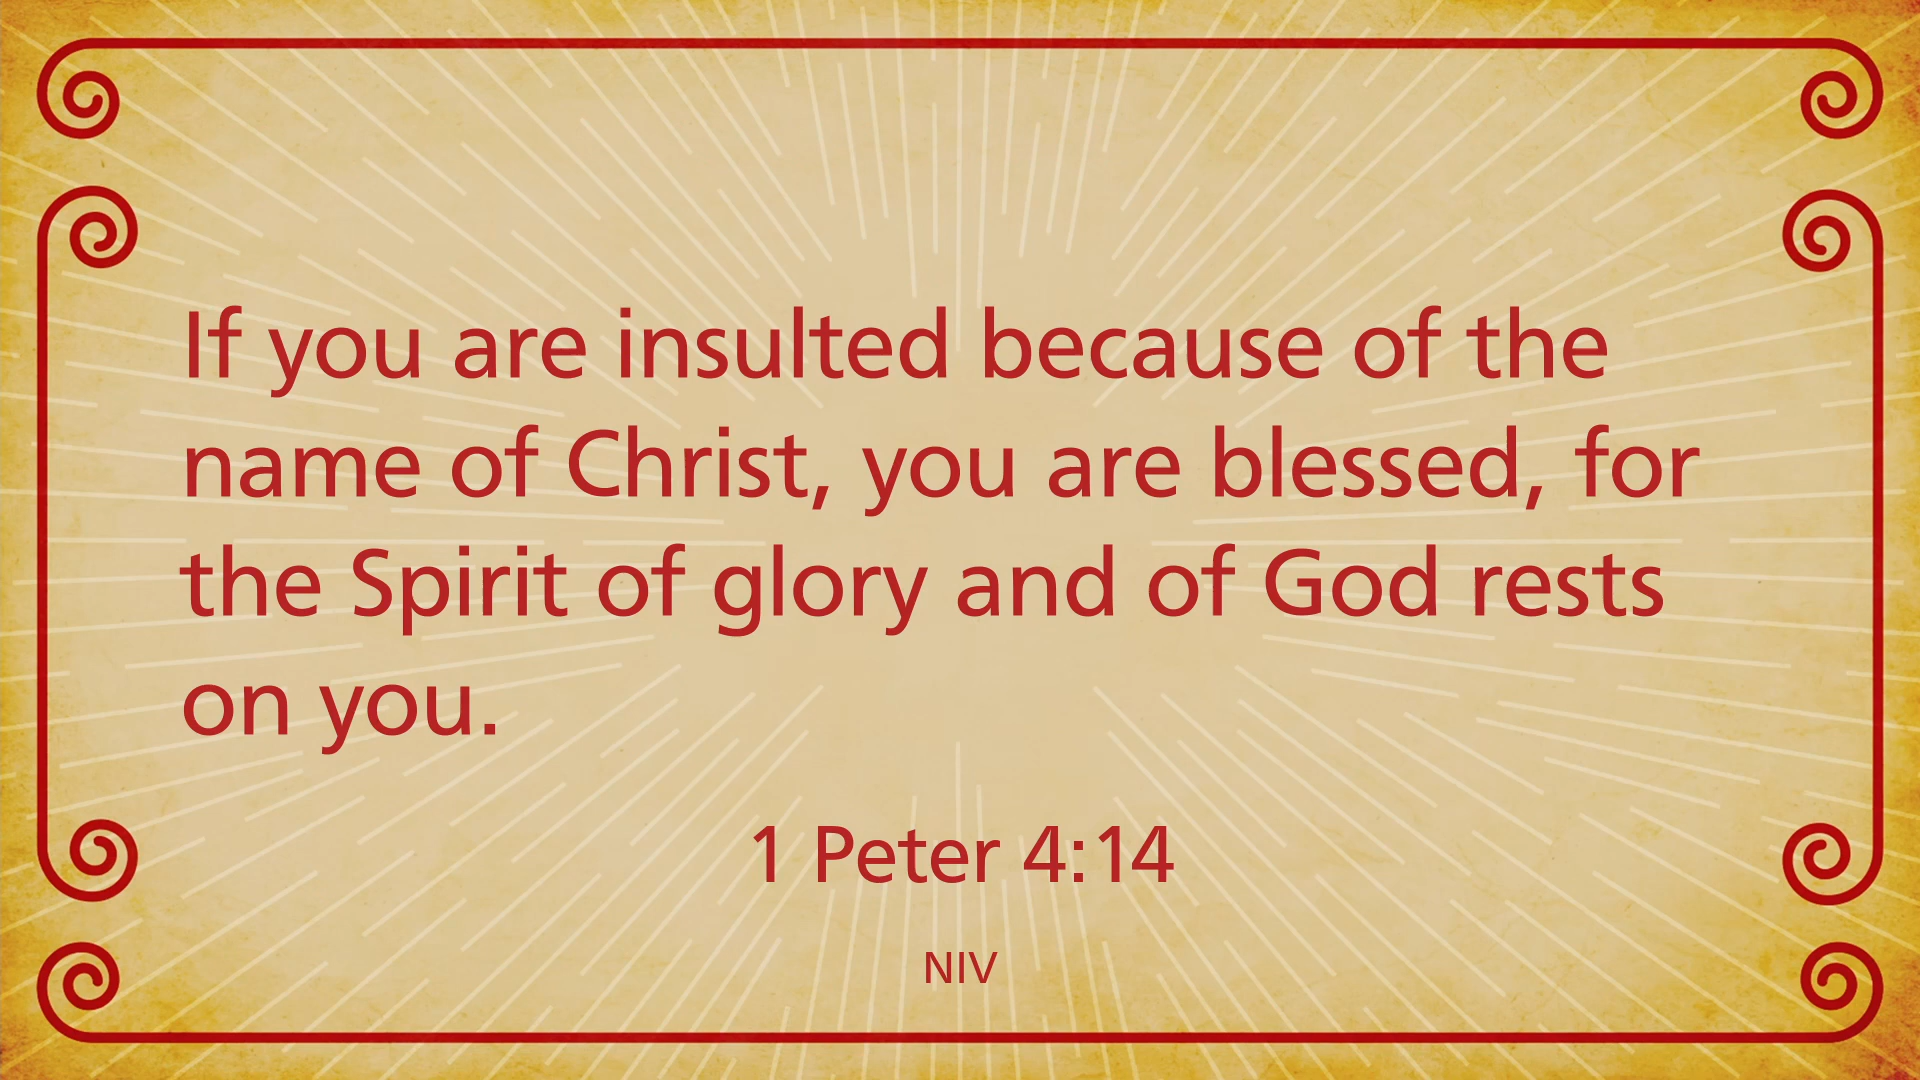 If you are insulted because of the
name of Christ, you are blessed, for
the Spirit of glory and of God rests
on you.
1 Peter 4:14
NIV